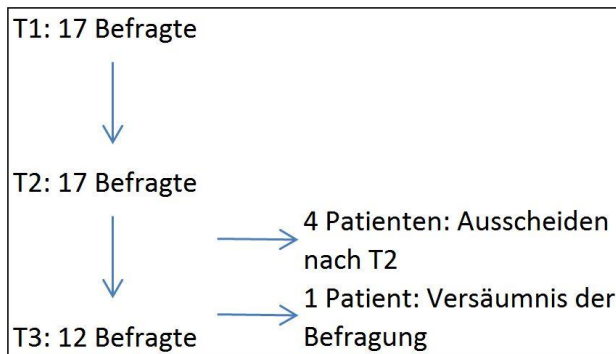 T1: 17 Befragte
T2: 17 Befragte
4 Patienten: Ausscheiden
nach T2
1 Patient: Versäumnis der
Befragung
T3: 12 Befragte